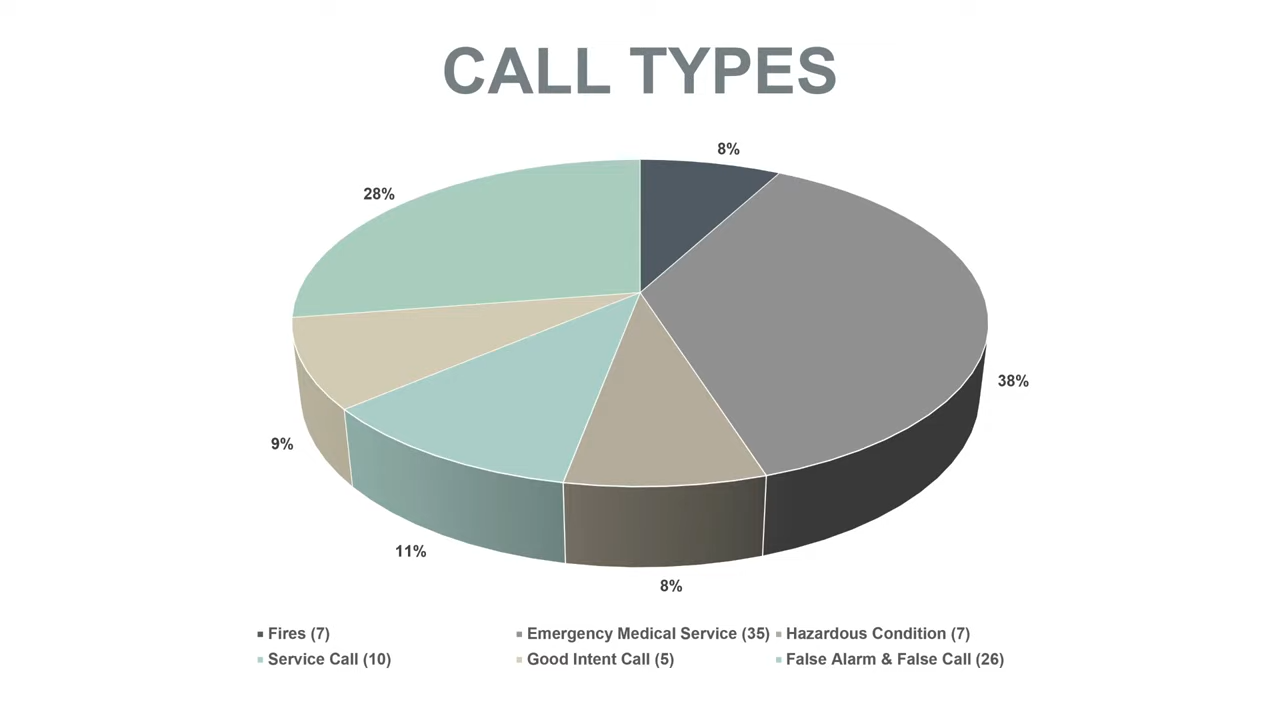 CALL TYPES
8%
28%
38%
9%
11%
8%
Fires (7)
Emergency Medical Service (35)
Hazardous Condition (7)
Service Call (10)
Good Intent Call (5)
False Alarm & False Call (26)